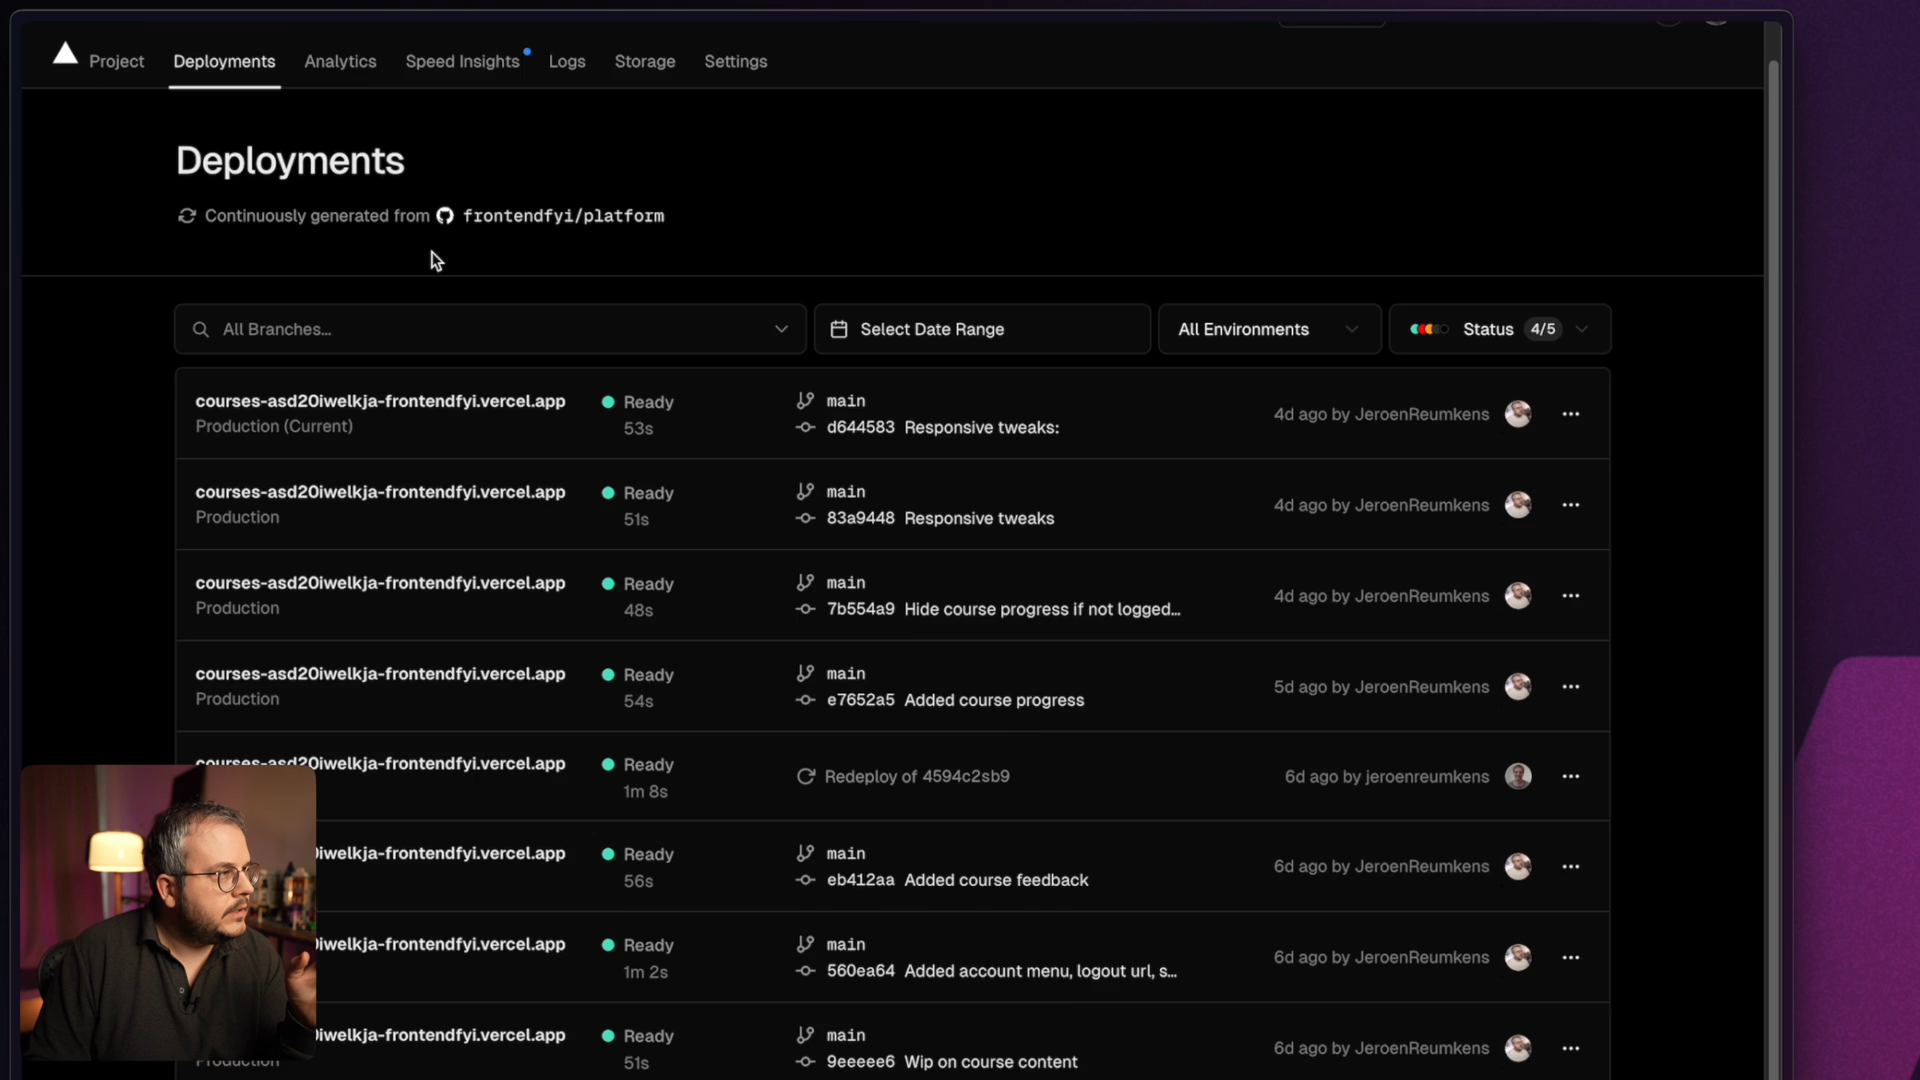 Project Deployments Analytics Speed Insights Logs Storage Settings
Deployments
Continuously generated from frontendfyi/platform
All Branches... Select Date Range All Environments Status 4/5
courses-asd20iwelkja-frontendfyi.vercel.app Ready main
Production (Current) 53s d644583 Responsive tweaks: 4d ago by JeroenReumkens
courses-asd20iwelkja-frontendfyi.vercel.app Ready main
Production 51s 83a9448 Responsive tweaks 4d ago by JeroenReumkens
courses-asd20iwelkja-frontendfyi.vercel.app Ready main
Production 48s 7b554a9 Hide course progress if not logged... 4d ago by JeroenReumkens
courses-asd20iwelkja-frontendfyi.vercel.app Ready main
Production 54s e7652a5 Added course progress 5d ago by JeroenReumkens
courses-asd20iwelkja-frontendfyi.vercel.app Ready
1m 8s Redeploy of 4594c2sb9 6d ago by jeroenreumkens
iwelkja-frontendfyi.vercel.app Ready main
56s eb412aa Added course feedback 6d ago by JeroenReumkens
iwelkja-frontendfyi.vercel.app Ready main
1m 2s 560ea64 Added account menu, logout url, s... 6d ago by JeroenReumkens
iwelkja-frontendfyi.vercel.app Ready main
Production 51s 9eeeee6 Wip on course content 6d ago by JeroenReumkens